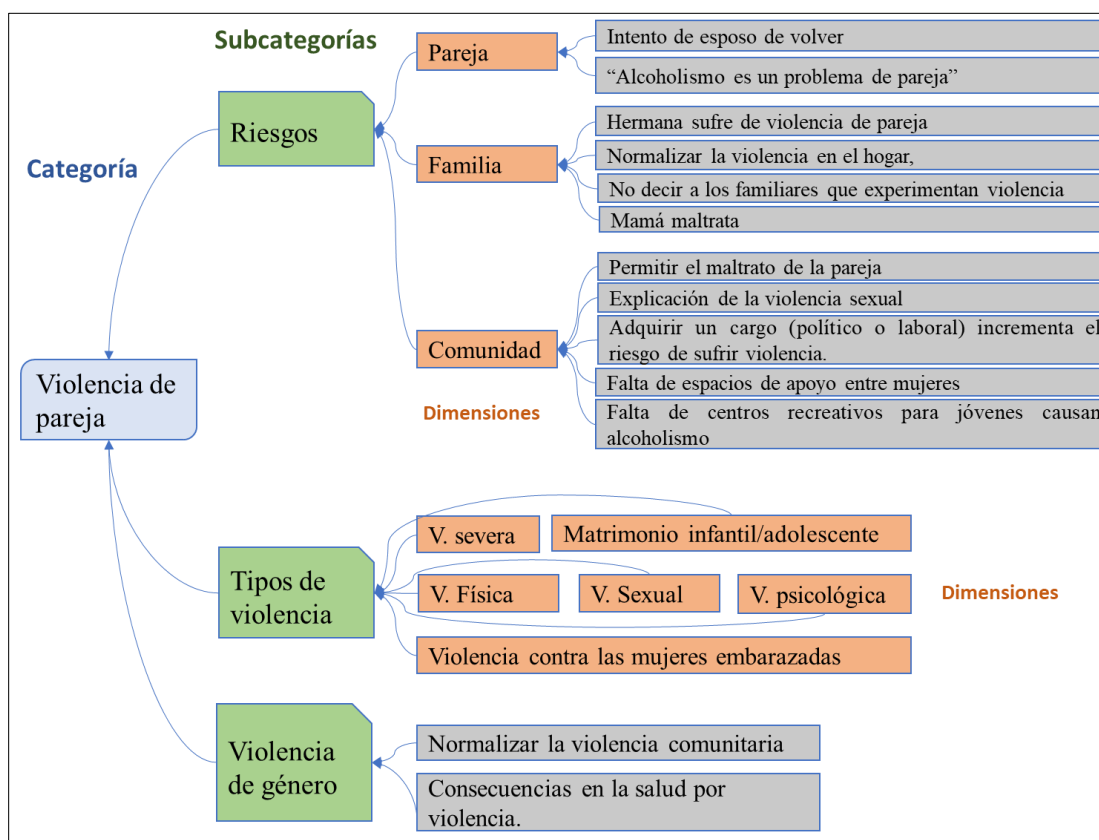 Subcategorías
Categoría
Violencia de
pareja
Riesgos
Pareja
Intento de esposo de volver
“Alcoholismo es un problema de pareja”
Familia
Hermana sufre de violencia de pareja
Normalizar la violencia en el hogar,
No decir a los familiares que experimentan violencia
Mamá maltrata
Comunidad
Permitir el maltrato de la pareja
Explicación de la violencia sexual
Adquirir un cargo (político o laboral) incrementa el
riesgo de sufrir violencia.
Falta de espacios de apoyo entre mujeres
Falta de centros recreativos para jóvenes causan
alcoholismo
Dimensiones
Tipos de
violencia
V. severa
Matrimonio infantil/adolescente
V. Física
V. Sexual
V. psicológica
Dimensiones
Violencia contra las mujeres embarazadas
Violencia
de género
Normalizar la violencia comunitaria
Consecuencias en la salud por
violencia.